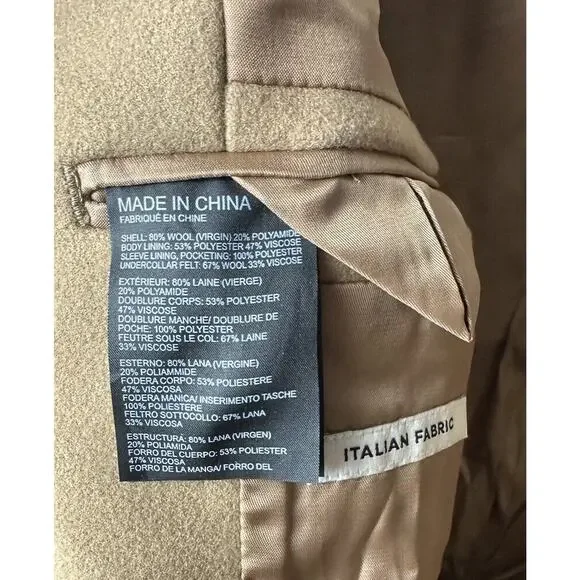 MADE IN CHINA
FABRIQUÉ EN CHINE
SHELL: 80% WOOL (VIRGIN) 20% POLYAMIDE
BODY LINING: 53% POLYESTER 47% VISCOSE
SLEEVE LINING, POCKETING: 100% POLYESTER
UNDERCOLLAR FELT: 67% WOOL 33% VISCOSE
EXTÉRIEUR: 80% LAINE (VIERGE)
20% POLYAMIDE
DOUBLURE CORPS: 53% POLYESTER
47% VISCOSE
DOUBLURE MANCHE/ DOUBLURE DE
POCHE: 100% POLYESTER
FEUTRE SOUS LE COL: 67% LAINE
33% VISCOSE
ESTERNO: 80% LANA (VERGINE)
20% POLIAMMIDE
FODERA CORPO: 53% POLIESTER
47% VISCOSA
FODERA MANICA/ INSERIMENTO TASCHE
100% POLIESTERE
FELTRO SOTTOCOLLO: 67% LANA
33% VISCOSA
ESTRUCTURA: 80% LANA (VIRGEN)
20% POLIAMIDA
FORRO DEL CUERPO: 53% POLIESTER
47% VISCOSA
FORRO DE LA MANGA/ FORRO DEL
ITALIAN FABRIC